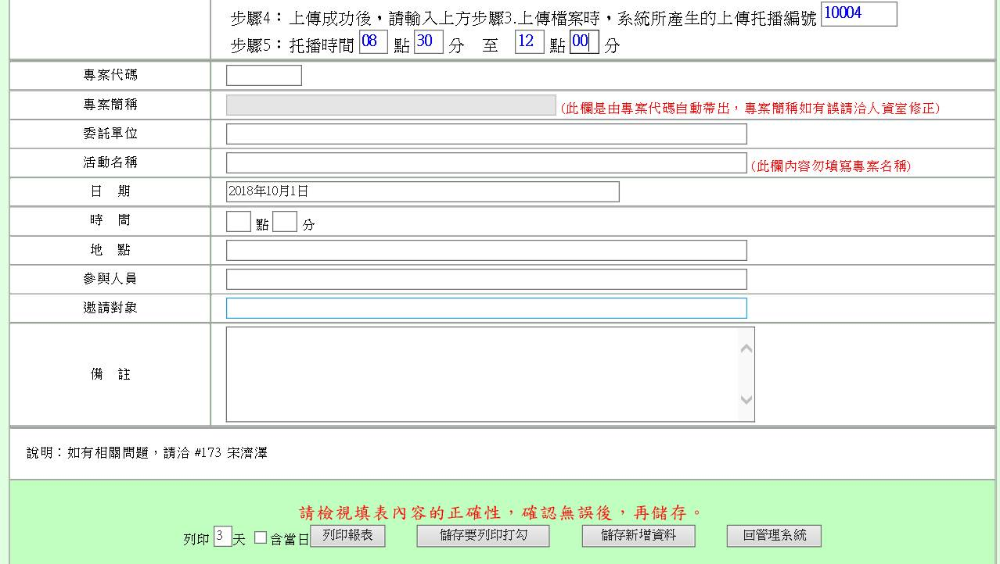 步驟4：上傳成功後，請輸入上方步驟3.上傳檔案時，系統所產生的上傳托播編號 10004
步驟5：托播時間 08 點 30 分 至 12 點 00 分
專案代碼
專案簡稱 (此欄是由專案代碼自動帶出，專案簡稱如有誤請洽人資室修正)
委託單位
活動名稱 (此欄內容勿填寫專案名稱)
日 期 2018年10月1日
時 間 點 分
地 點
參與人員
邀請對象
備 註
說明：如有相關問題，請洽 #173 宋濟澤
請檢視填表內容的正確性，確認無誤後，再儲存。
列印 3 天 含當日 列印報表 儲存要列印打勾 儲存新增資料 回管理系統